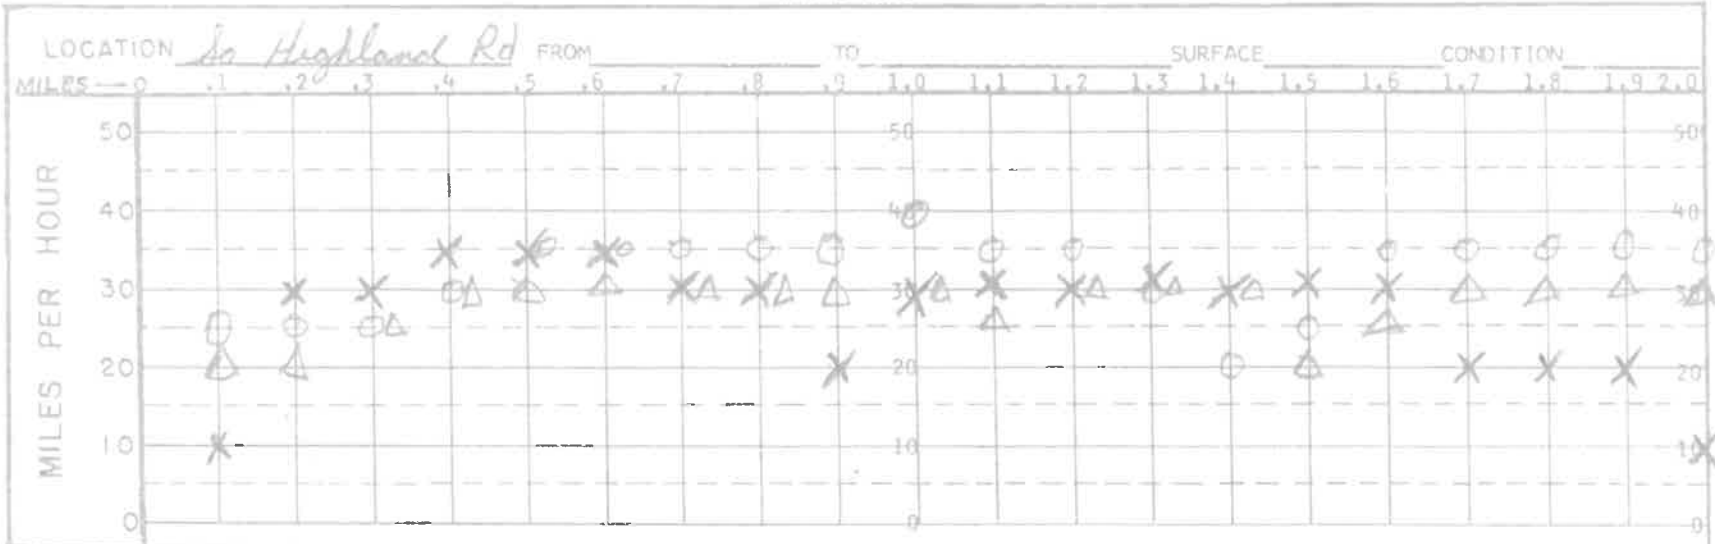 LOCATION So Highland Rd FROM TO SURFACE CONDITION
MILES — 0 .1 .2 .3 .4 .5 .6 .7 .8 .9 1.0 1.1 1.2 1.3 1.4 1.5 1.6 1.7 1.8 1.9 2.0
MILES PER HOUR
50 50 50
40 40 40
30 30 30
20 20 20
10 10 10
0 0 0